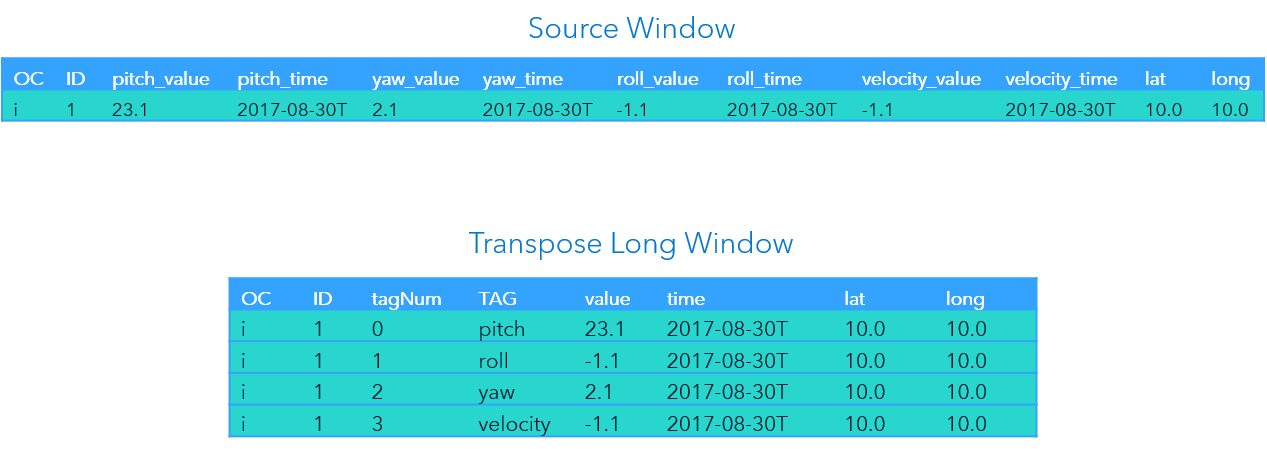 Source Window
OC ID pitch_value pitch_time yaw_value yaw_time roll_value roll_time velocity_value velocity_time lat long
i 1 23.1 2017-08-30T 2.1 2017-08-30T -1.1 2017-08-30T -1.1 2017-08-30T 10.0 10.0
Transpose Long Window
OC ID tagNum TAG value time lat long
i 1 0 pitch 23.1 2017-08-30T 10.0 10.0
i 1 1 roll -1.1 2017-08-30T 10.0 10.0
i 1 2 yaw 2.1 2017-08-30T 10.0 10.0
i 1 3 velocity -1.1 2017-08-30T 10.0 10.0